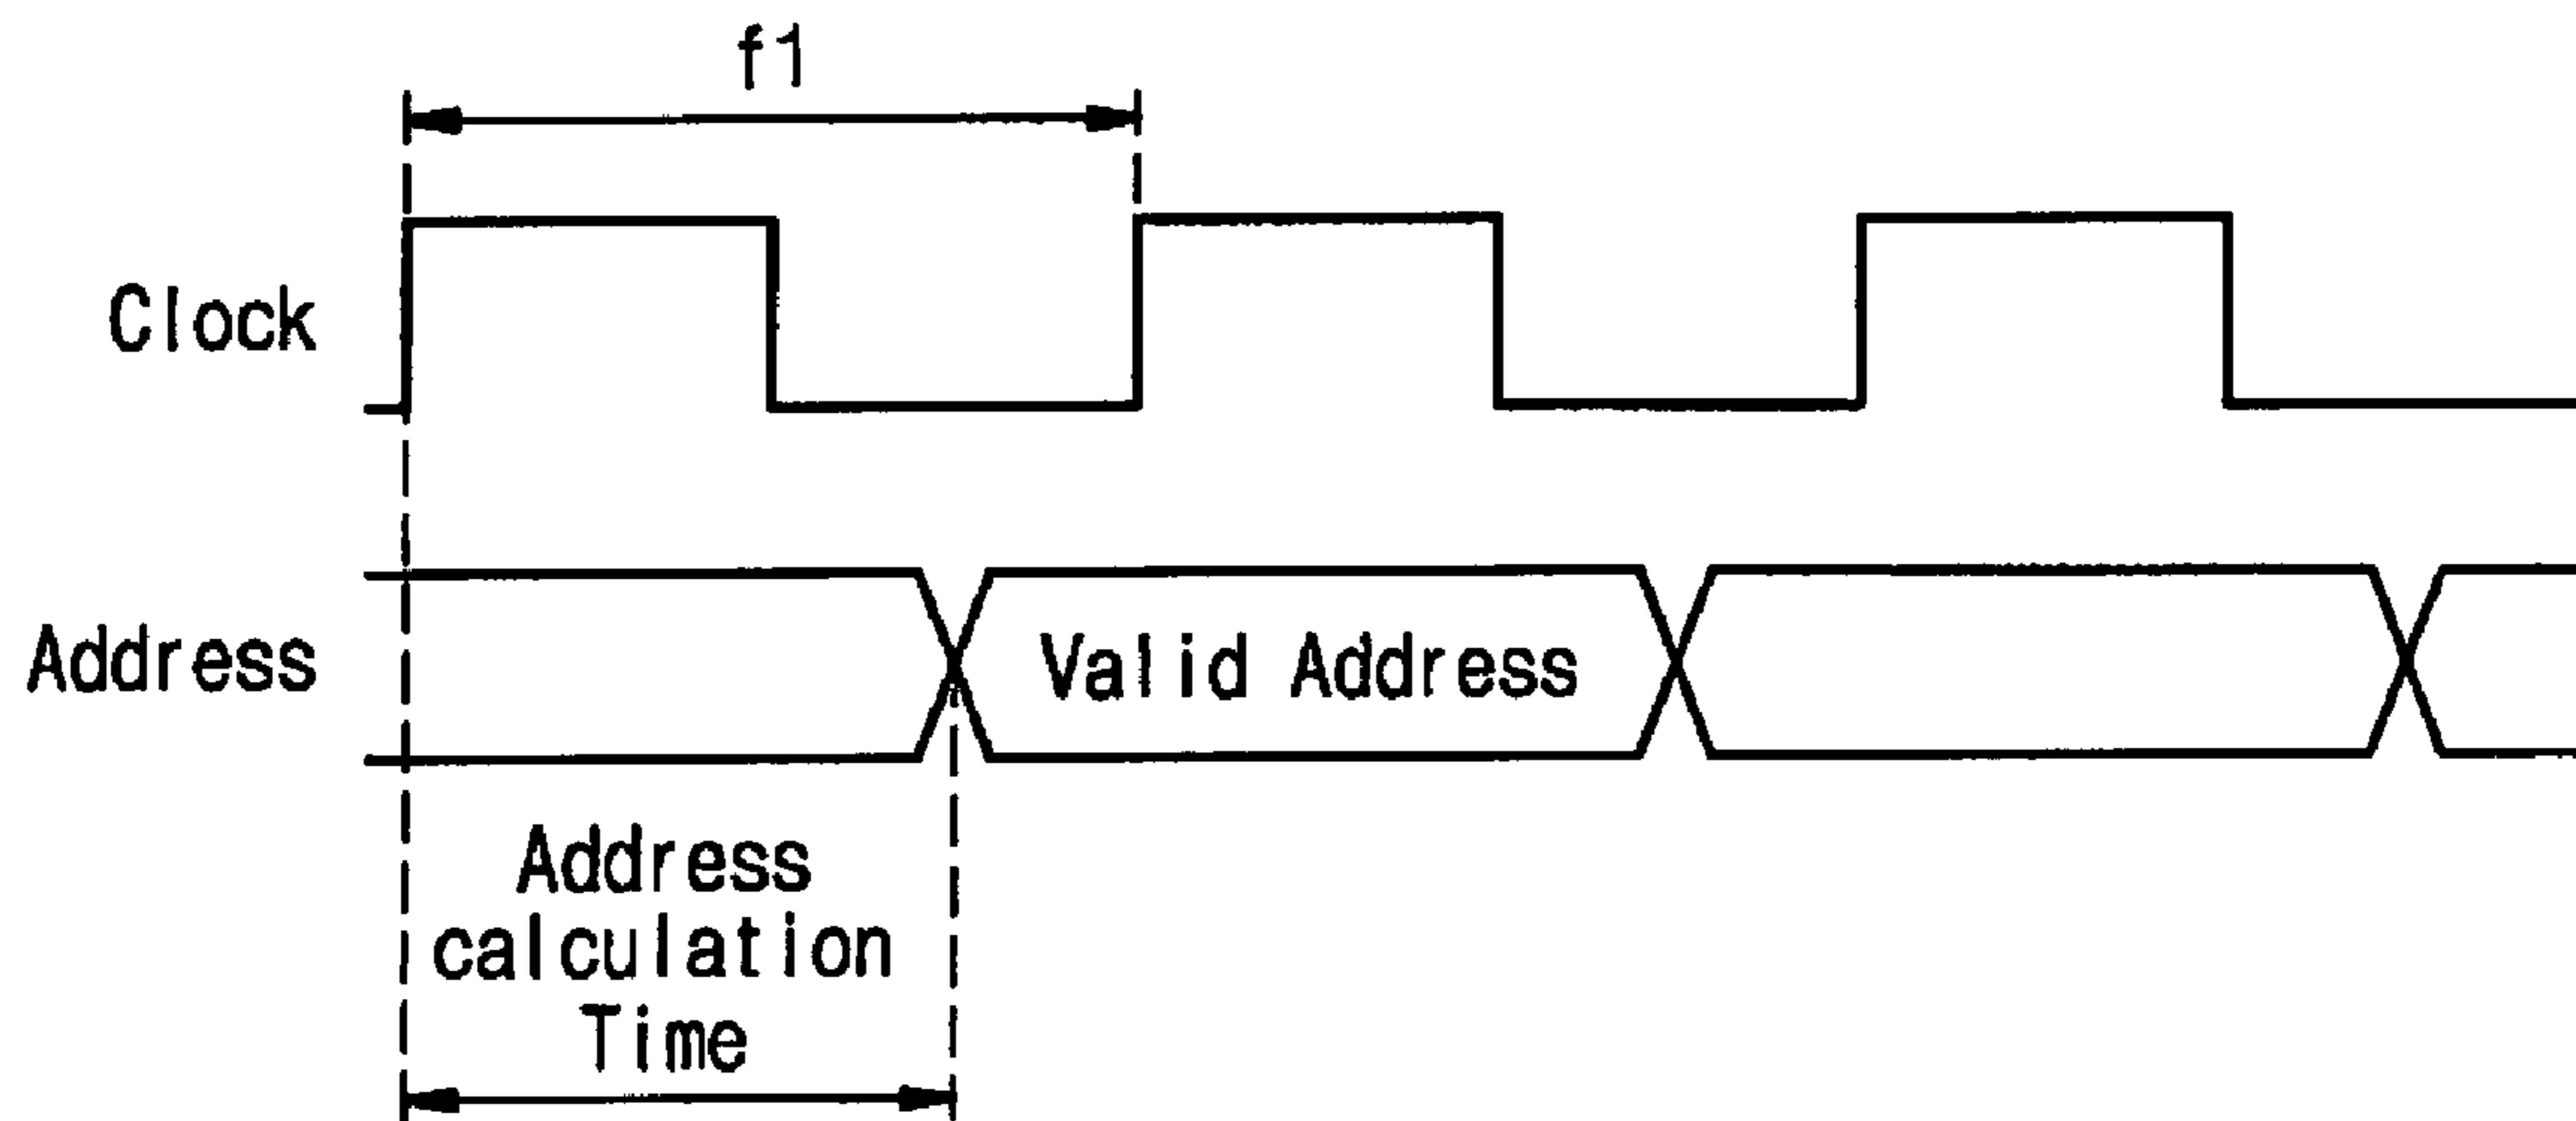 f1
Clock
Address
Valid Address
Address
calculation
Time